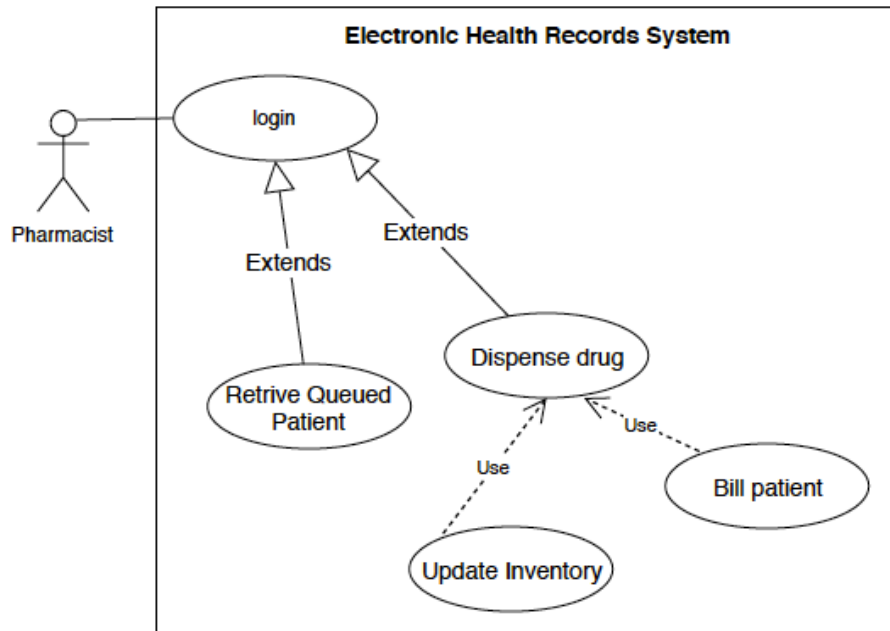 Electronic Health Records System
login
Pharmacist
Extends
Extends
Retrive Queued
Patient
Dispense drug
Use
Use
Bill patient
Update Inventory